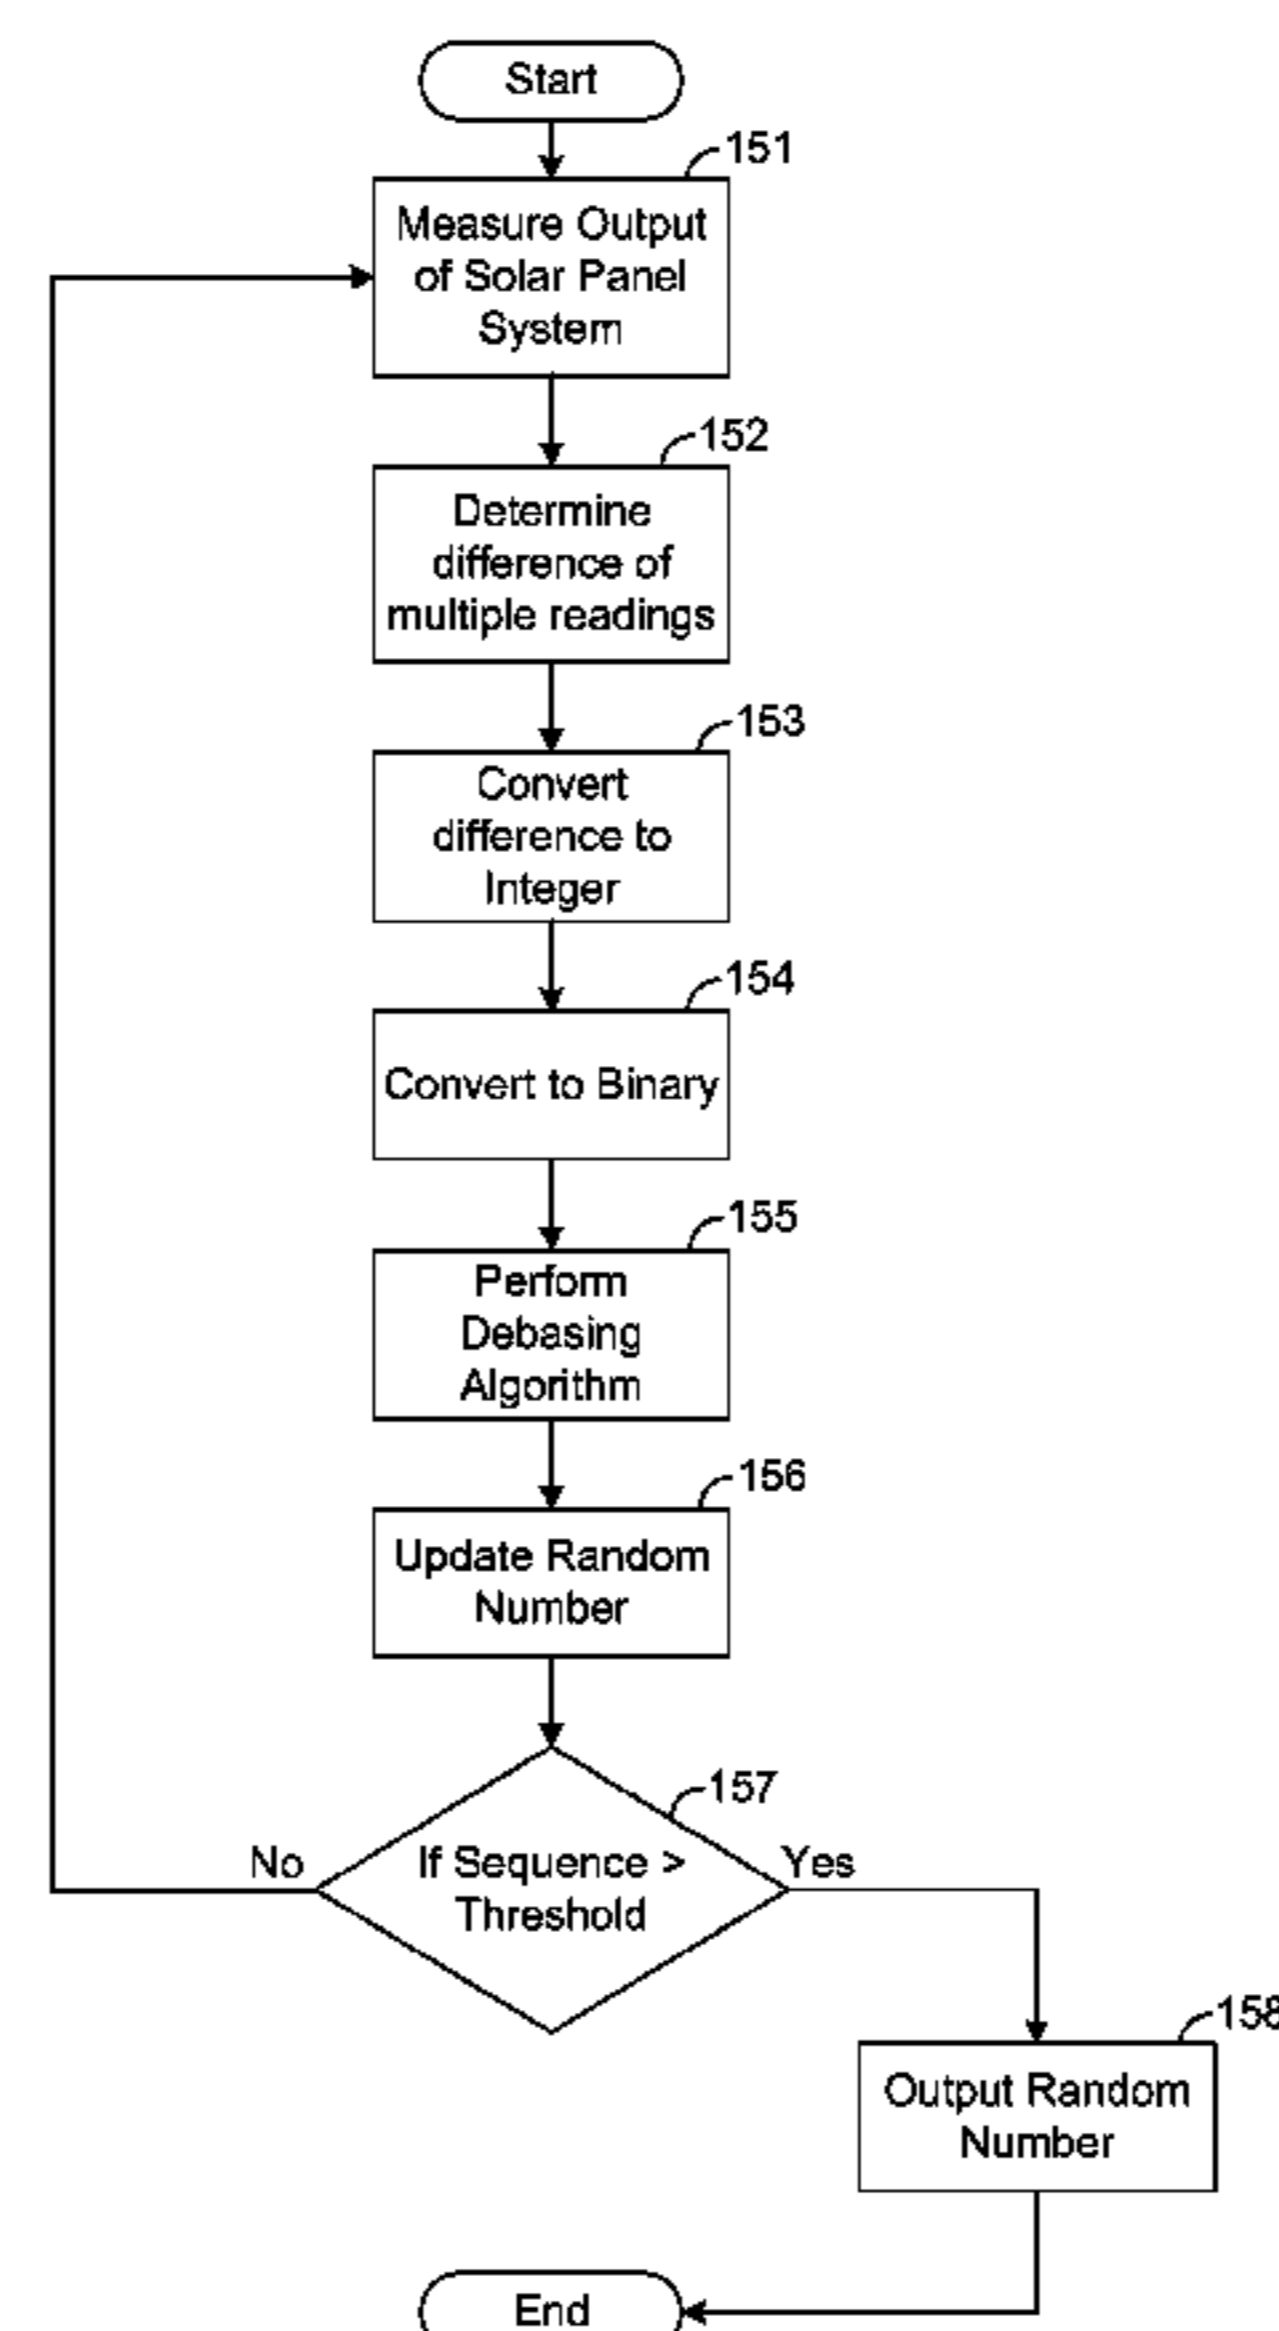 Start
151
Measure Output
of Solar Panel
System
152
Determine
difference of
multiple readings
153
Convert
difference to
Integer
154
Convert to Binary
155
Perform
Debasing
Algorithm
156
Update Random
Number
157
No
If Sequence >
Threshold
Yes
158
Output Random
Number
End